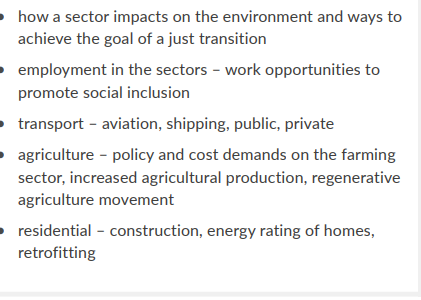 • how a sector impacts on the environment and ways to
achieve the goal of a just transition
• employment in the sectors – work opportunities to
promote social inclusion
• transport – aviation, shipping, public, private
• agriculture – policy and cost demands on the farming
sector, increased agricultural production, regenerative
agriculture movement
• residential – construction, energy rating of homes,
retrofitting